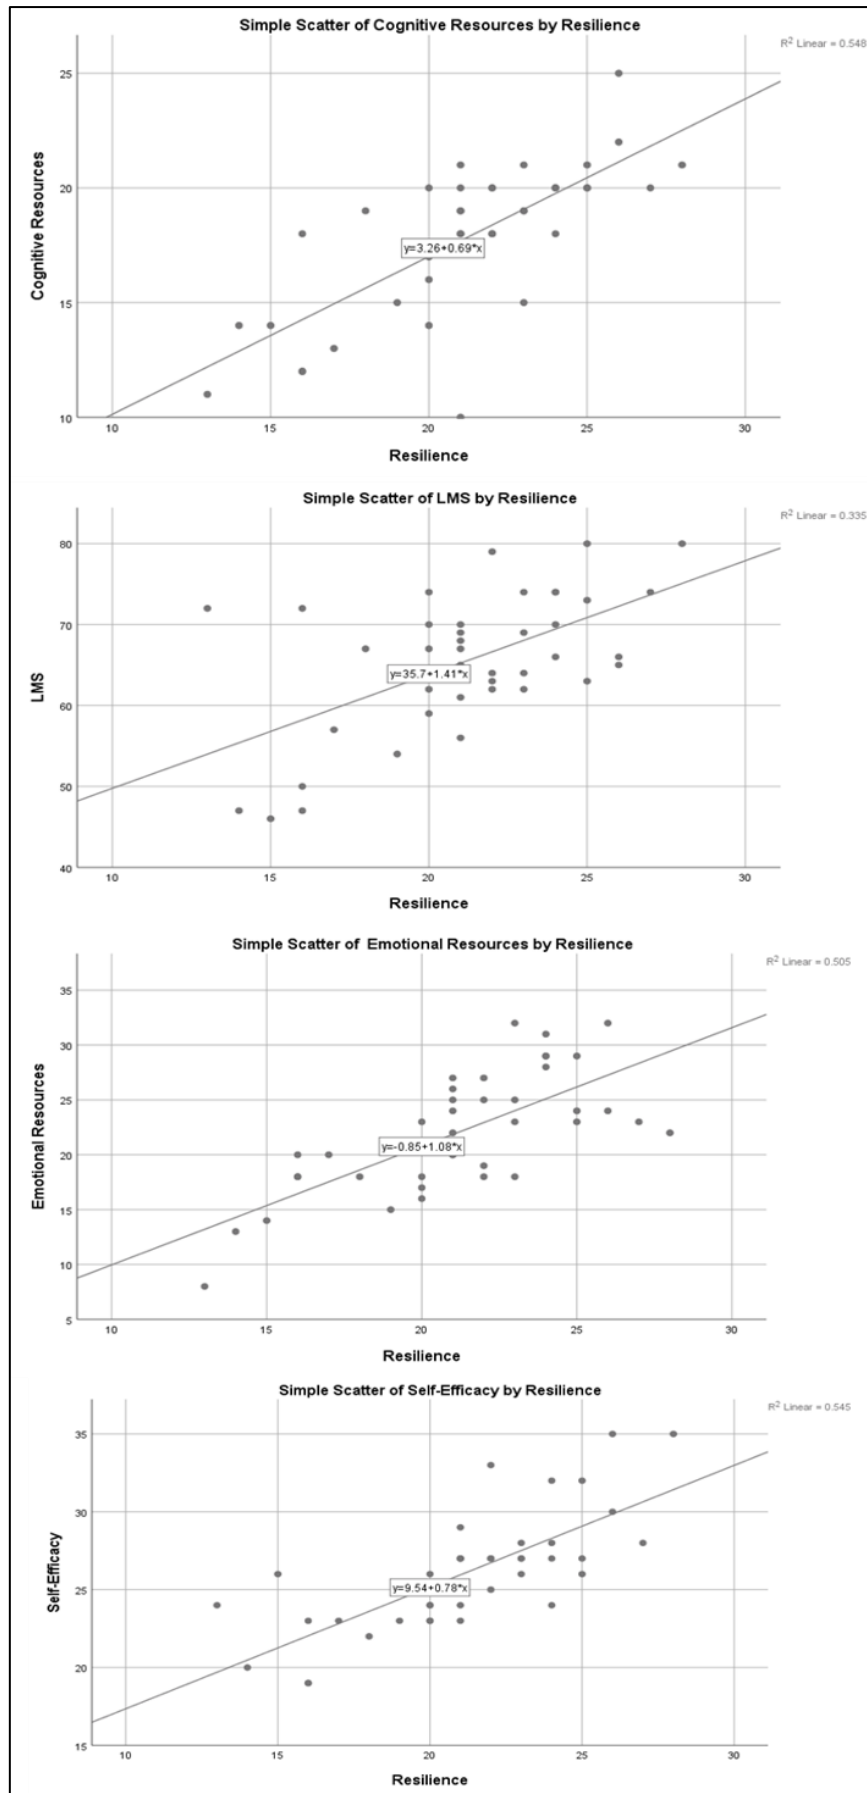 Simple Scatter of Cognitive Resources by Resilience
R2 Linear = 0.548
25
20
15
10
Cognitive Resources
y=3.26+0.69*x
10 15 20 25 30
Resilience
Simple Scatter of LMS by Resilience
R2 Linear = 0.335
80
70
60
50
40
LMS
y=35.7+1.41*x
10 15 20 25 30
Resilience
Simple Scatter of Emotional Resources by Resilience
R2 Linear = 0.505
35
30
25
20
15
10
5
Emotional Resources
y=-0.85+1.08*x
10 15 20 25 30
Resilience
Simple Scatter of Self-Efficacy by Resilience
R2 Linear = 0.545
35
30
25
20
15
Self-Efficacy
y=9.54+0.78*x
10 15 20 25 30
Resilience